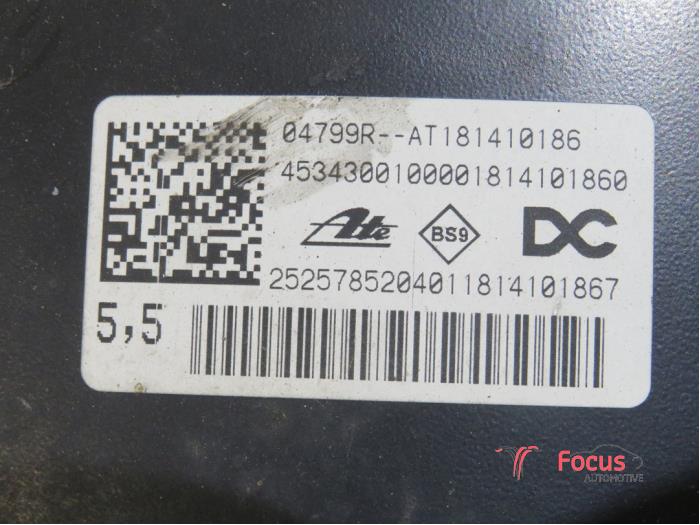 04799R--AT181410186
4534300100001814101860
Ate BS9 DC
2525785204011814101867
5,5
Focus
AUTOMOTIVE